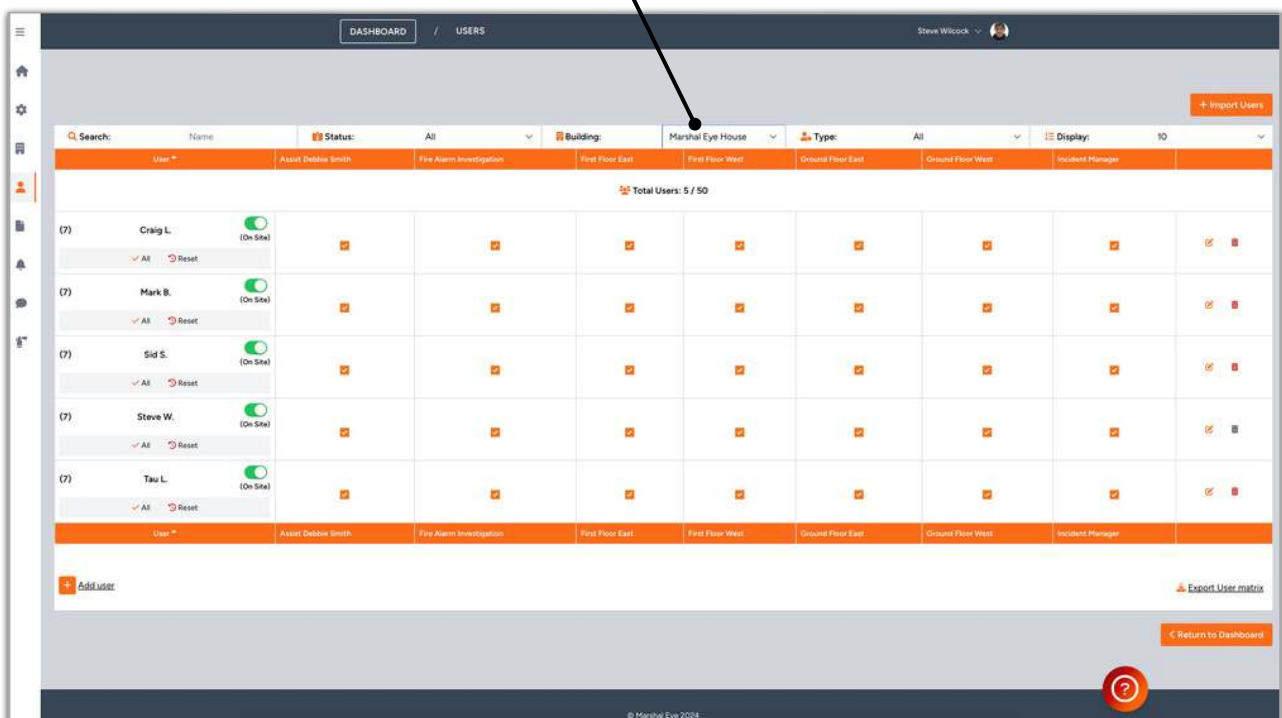 DASHBOARD / USERS Steve Wilcock
+ Import Users
Search: Name Status: All Building: Marshal Eye House Type: All Display: 10
User Assist Debbie Smith Fire Alarm Investigation First Floor East First Floor West Ground Floor East Ground Floor West Incident Manager
Total Users: 5 / 50
(7) Craig L. (On Site)
All Reset
(7) Mark B. (On Site)
All Reset
(7) Sid S. (On Site)
All Reset
(7) Steve W. (On Site)
All Reset
(7) Tau L. (On Site)
All Reset
User Assist Debbie Smith Fire Alarm Investigation First Floor East First Floor West Ground Floor East Ground Floor West Incident Manager
+ Add user Export User matrix
< Return to Dashboard
?
© Marshal Eye 2024